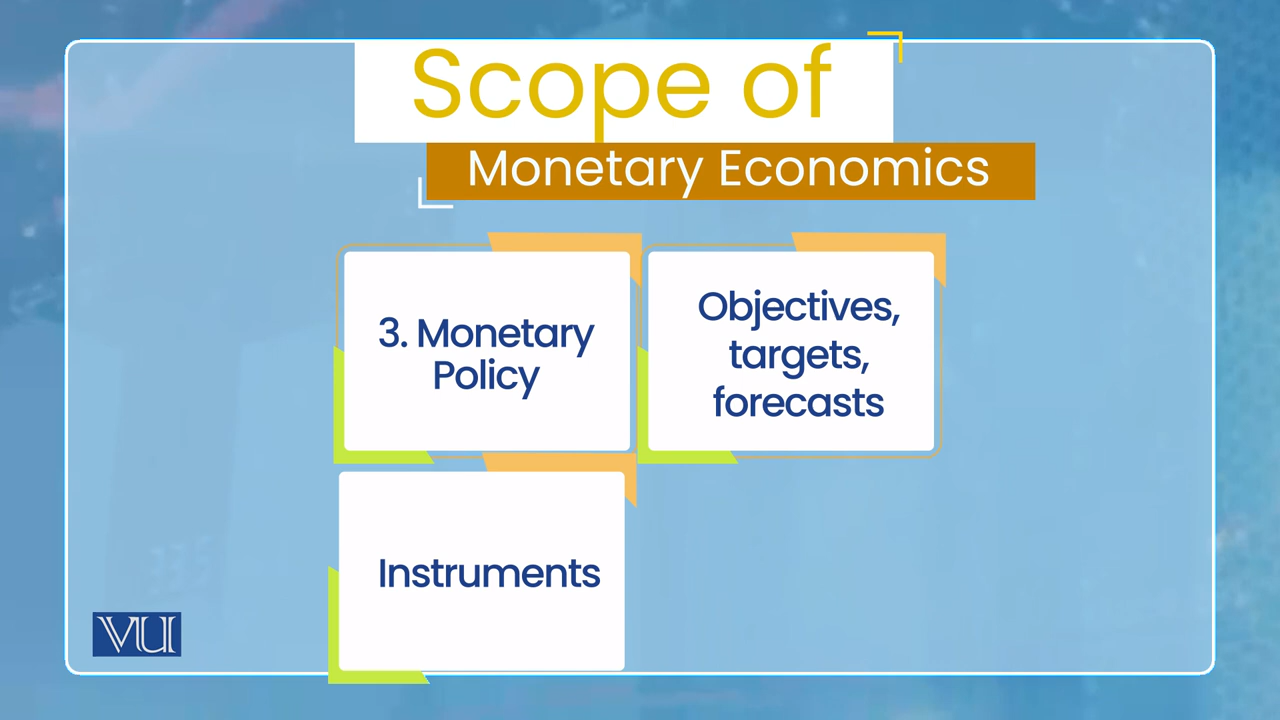 Scope of
Monetary Economics
3. Monetary
Policy
Objectives,
targets,
forecasts
Instruments
VU